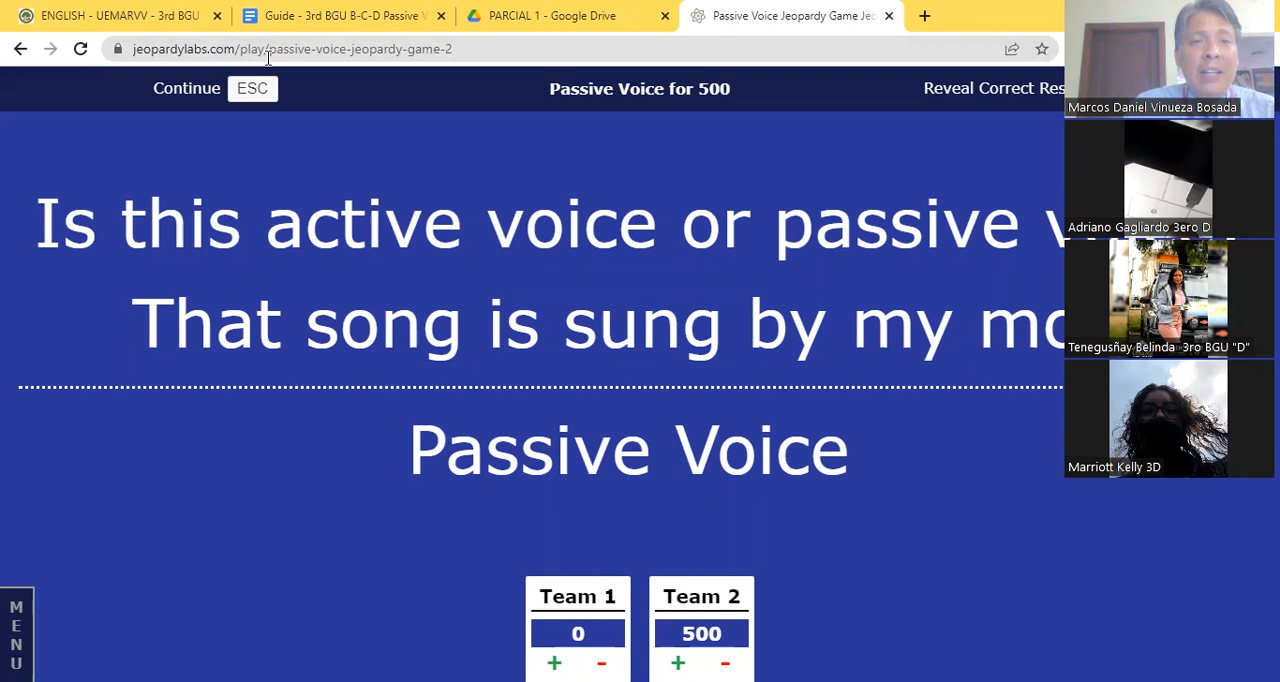 ENGLISH - UEMARVV - 3rd BGU
Guide - 3rd BGU B-C-D Passive V
PARCIAL 1 - Google Drive
Passive Voice Jeopardy Game Jeo
jeopardylabs.com/play/passive-voice-jeopardy-game-2
Continue ESC
Passive Voice for 500
Reveal Correct Res
Is this active voice or passive v
That song is sung by my mo
Passive Voice
Team 1
0
+ -
Team 2
500
+ -
MENU
Marcos Daniel Vinueza Bosada
Adriano Gagliardo 3ero D
Tenegusñay Belinda 3ro BGU "D"
Marriott Kelly 3D